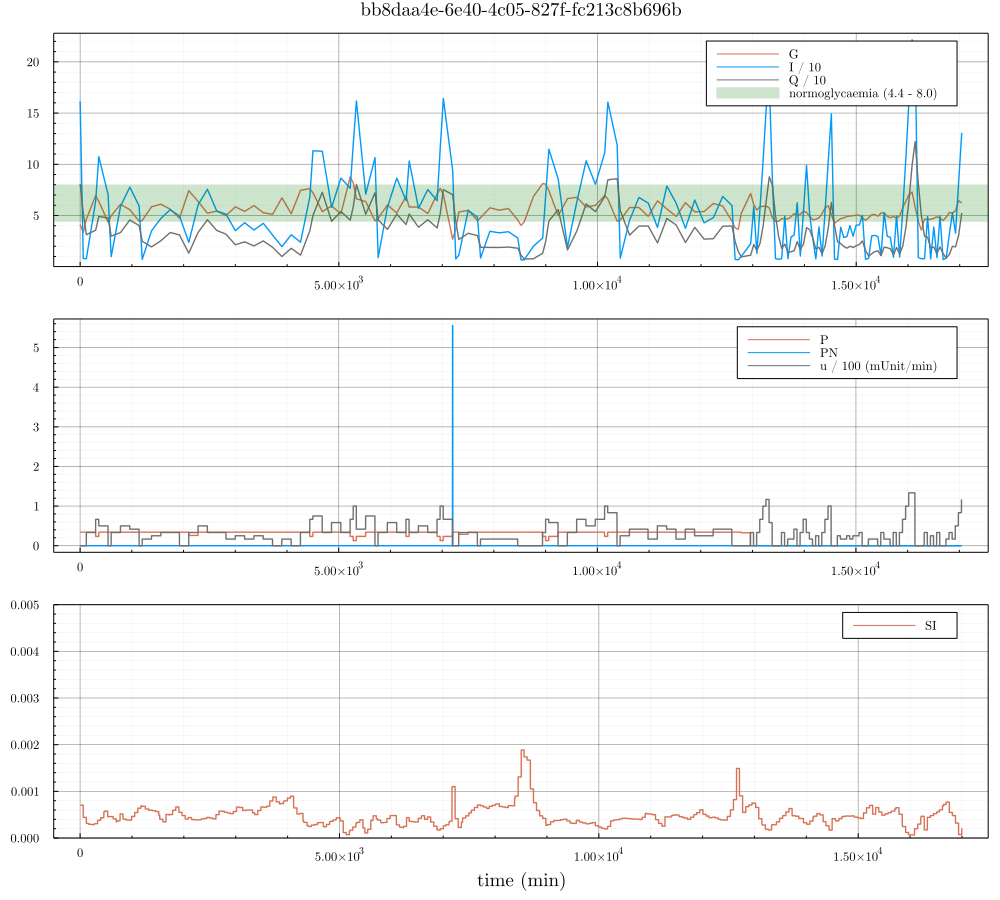 bb8daa4e-6e40-4c05-827f-fc213c8b696b
G
I / 10
Q / 10
normoglycaemia (4.4 - 8.0)
20
15
10
5
0
5.00×10³
1.00×10⁴
1.50×10⁴
P
PN
u / 100 (mUnit/min)
5
4
3
2
1
0
0
5.00×10³
1.00×10⁴
1.50×10⁴
SI
0.005
0.004
0.003
0.002
0.001
0.000
0
5.00×10³
1.00×10⁴
1.50×10⁴
time (min)